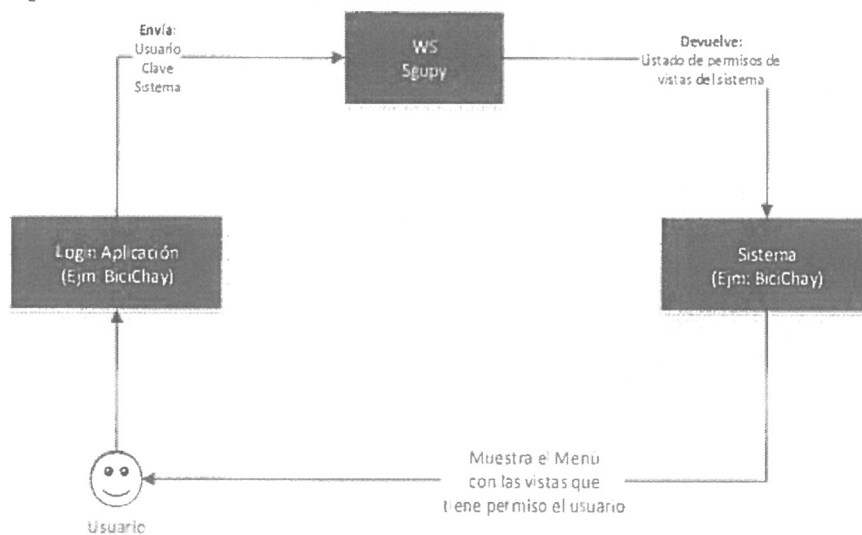 Envía:
Usuario
Clave
Sistema
WS
Sgupy
Devuelve:
Listado de permisos de
vistas del sistema
Login Aplicación
(Ejm: BiciChay)
Sistema
(Ejm: BiciChay)
Muestra el Menú
con las vistas que
tiene permiso el usuario
Usuario